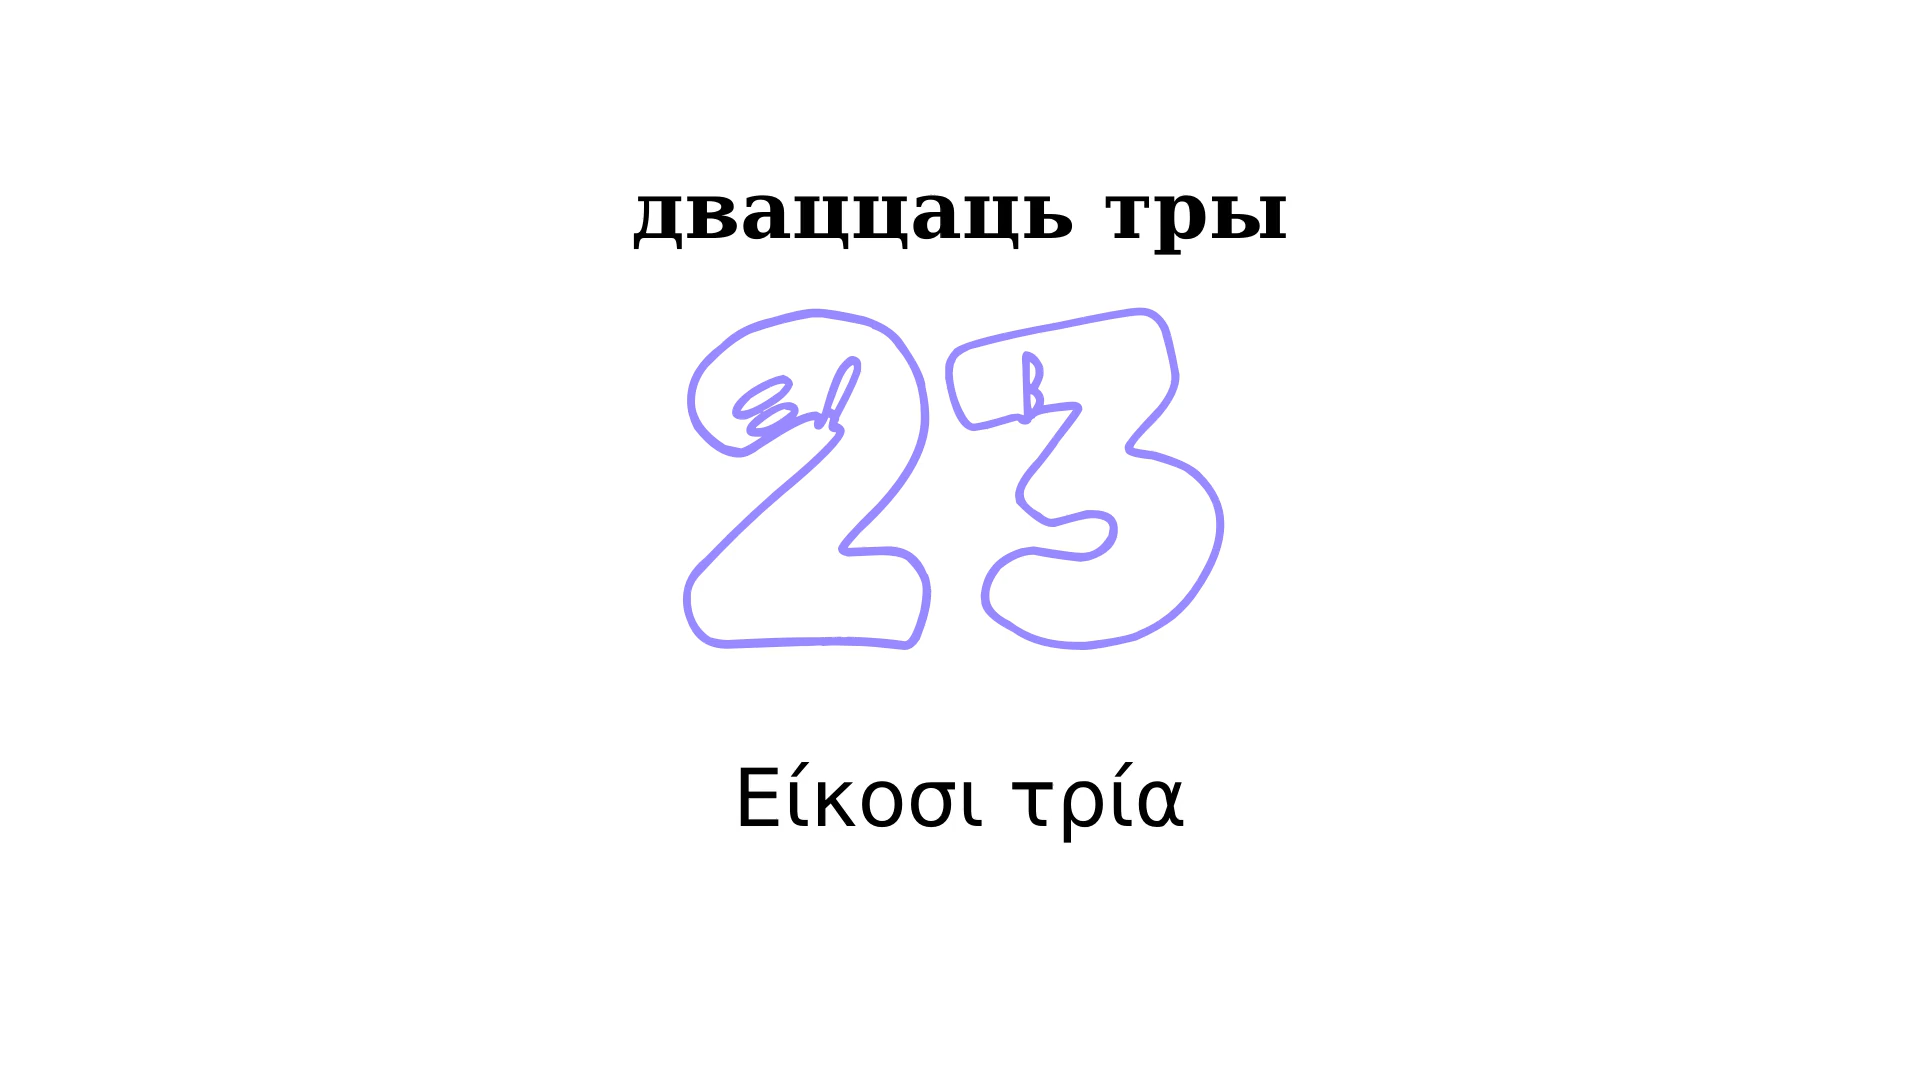 дваццаць тры
23
Είκοσι τρία